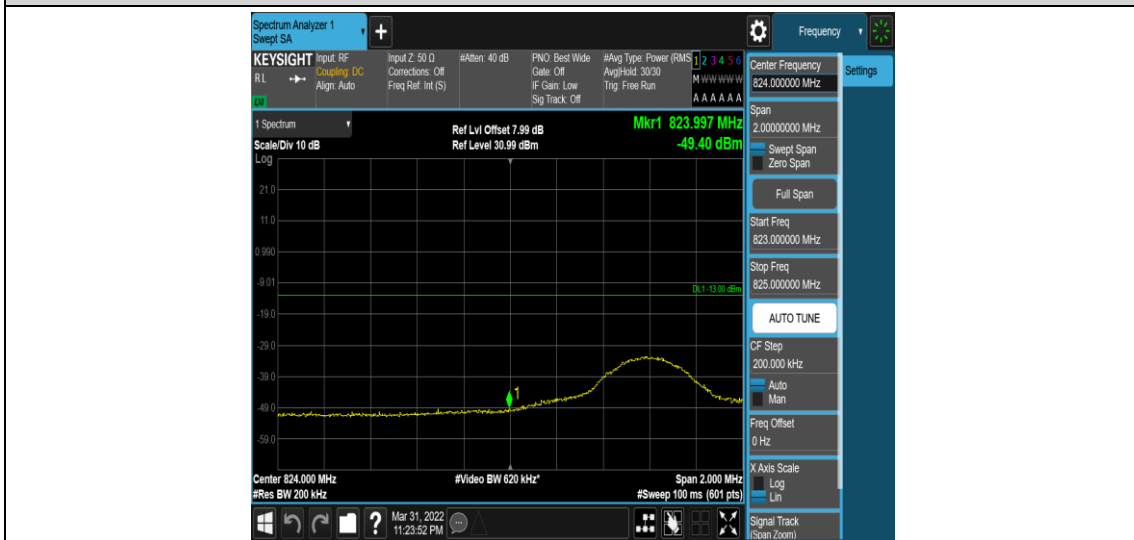 Spectrum Analyzer 1
Swept SA
+
Frequency
KEYSIGHT
RL
LXI
Input: RF
Coupling: DC
Align: Auto
Input Z: 50 Ω
Corrections: Off
Freq Ref: Int (S)
#Atten: 40 dB
PNO: Best Wide
Gate: Off
IF Gain: Low
Sig Track: Off
#Avg Type: Power (RMS
Avg|Hold: 30/30
Trig: Free Run
1 2 3 4 5 6
M W W W W W
A A A A A A
1 Spectrum
Scale/Div 10 dB
Log
Ref Lvl Offset 7.99 dB
Ref Level 30.99 dBm
Mkr1 823.997 MHz
-49.40 dBm
21.0
11.0
0.990
-9.01
DL1 -13.00 dBm
-19.0
-29.0
-39.0
1
-49.0
-59.0
Center 824.000 MHz
#Res BW 200 kHz
#Video BW 620 kHz*
Span 2.000 MHz
#Sweep 100 ms (601 pts)
Center Frequency
824.000000 MHz
Settings
Span
2.00000000 MHz
Swept Span
Zero Span
Full Span
Start Freq
823.000000 MHz
Stop Freq
825.000000 MHz
AUTO TUNE
CF Step
200.000 kHz
Auto
Man
Freq Offset
0 Hz
X Axis Scale
Log
Lin
Signal Track
(Span Zoom)
?
Mar 31, 2022
11:23:52 PM